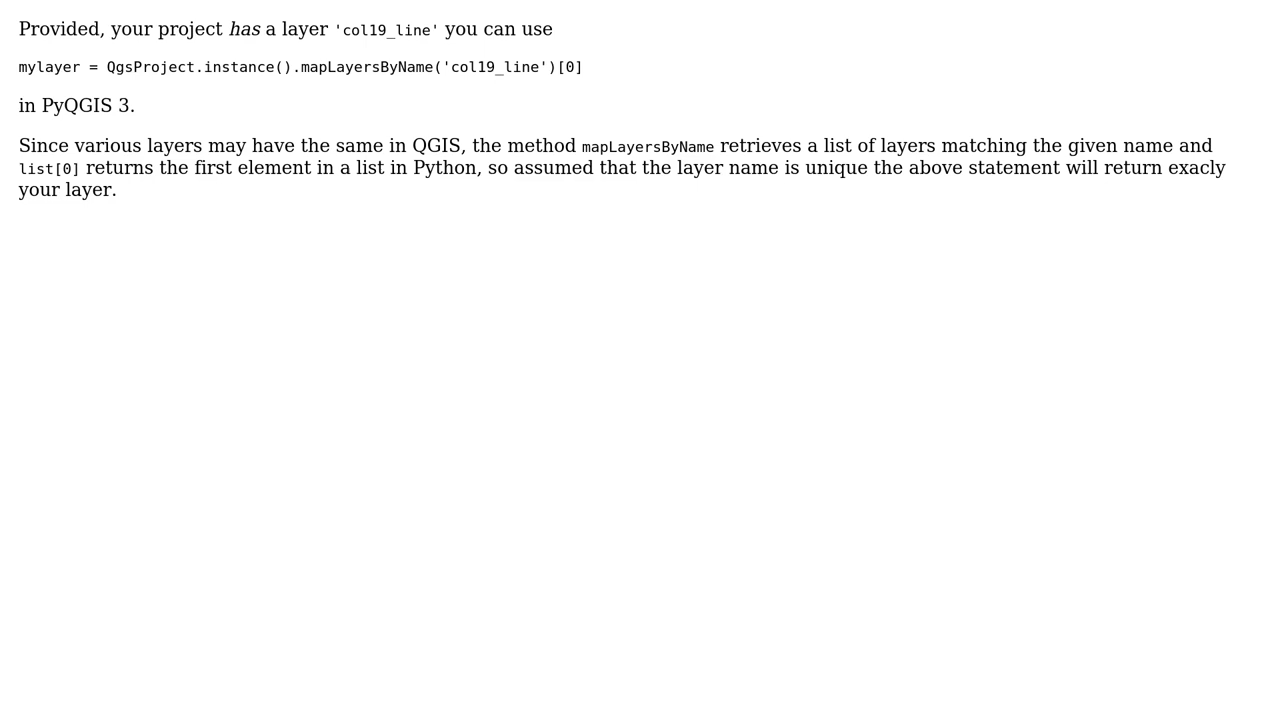 Provided, your project has a layer 'col19_line' you can use
mylayer = QgsProject.instance().mapLayersByName('col19_line')[0]
in PyQGIS 3.
Since various layers may have the same in QGIS, the method mapLayersByName retrieves a list of layers matching the given name and
list[0] returns the first element in a list in Python, so assumed that the layer name is unique the above statement will return exacly
your layer.